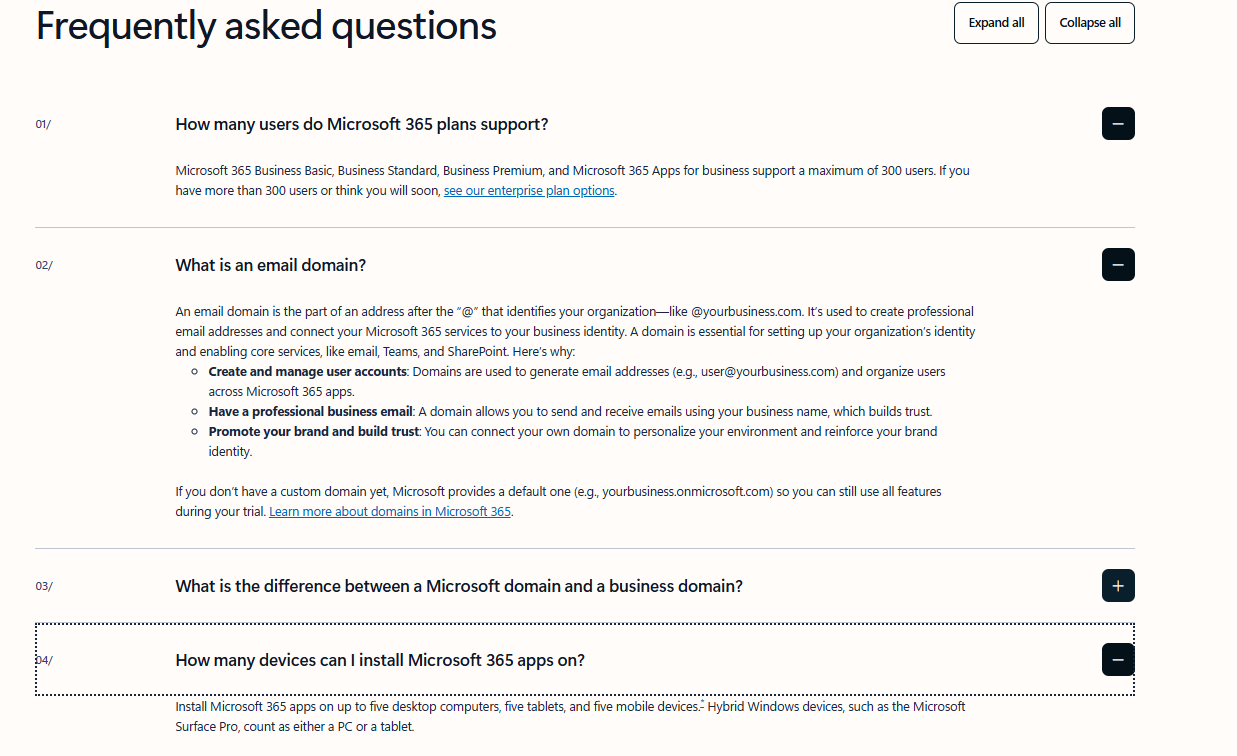 Frequently asked questions
Expand all
Collapse all
01/
How many users do Microsoft 365 plans support?
Microsoft 365 Business Basic, Business Standard, Business Premium, and Microsoft 365 Apps for business support a maximum of 300 users. If you
have more than 300 users or think you will soon, see our enterprise plan options.
02/
What is an email domain?
An email domain is the part of an address after the “@” that identifies your organization—like @yourbusiness.com. It’s used to create professional
email addresses and connect your Microsoft 365 services to your business identity. A domain is essential for setting up your organization’s identity
and enabling core services, like email, Teams, and SharePoint. Here’s why:
Create and manage user accounts: Domains are used to generate email addresses (e.g., user@yourbusiness.com) and organize users
across Microsoft 365 apps.
Have a professional business email: A domain allows you to send and receive emails using your business name, which builds trust.
Promote your brand and build trust: You can connect your own domain to personalize your environment and reinforce your brand
identity.
If you don’t have a custom domain yet, Microsoft provides a default one (e.g., yourbusiness.onmicrosoft.com) so you can still use all features
during your trial. Learn more about domains in Microsoft 365.
03/
What is the difference between a Microsoft domain and a business domain?
04/
How many devices can I install Microsoft 365 apps on?
Install Microsoft 365 apps on up to five desktop computers, five tablets, and five mobile devices.* Hybrid Windows devices, such as the Microsoft
Surface Pro, count as either a PC or a tablet.